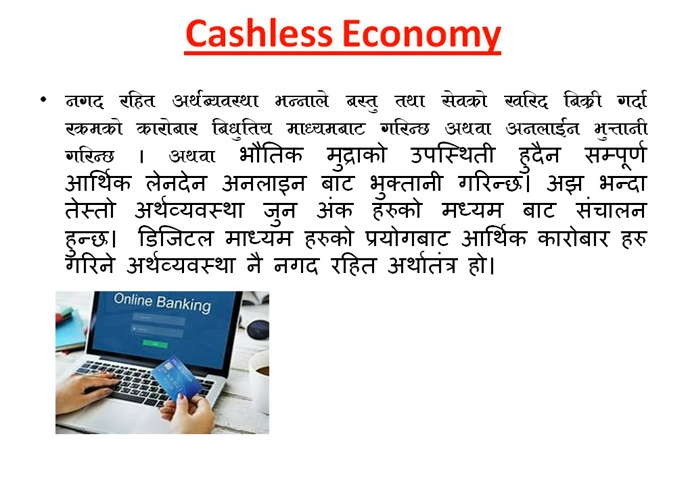 Cashless Economy
• नगद रहित अर्थब्यवस्था भन्नाले बस्तु तथा सेवको खरिद बिक्री गर्दा
रकमको कारोबार बिधुतिय माध्यमबाट गरिन्छ अथवा अनलाईन भुत्तानी
गरिन्छ । अथवा भौतिक मुद्राको उपस्थिती हुदैन सम्पूर्ण
आर्थिक लेनदेन अनलाइन बाट भुक्तानी गरिन्छ। अझ भन्दा
तेस्तो अर्थव्यवस्था जुन अंक हरुको मध्यम बाट संचालन
हुन्छ। डिजिटल माध्यम हरुको प्रयोगबाट आर्थिक कारोबार हरु
गरिने अर्थव्यवस्था नै नगद रहित अर्थातंत्र हो।
Online Banking